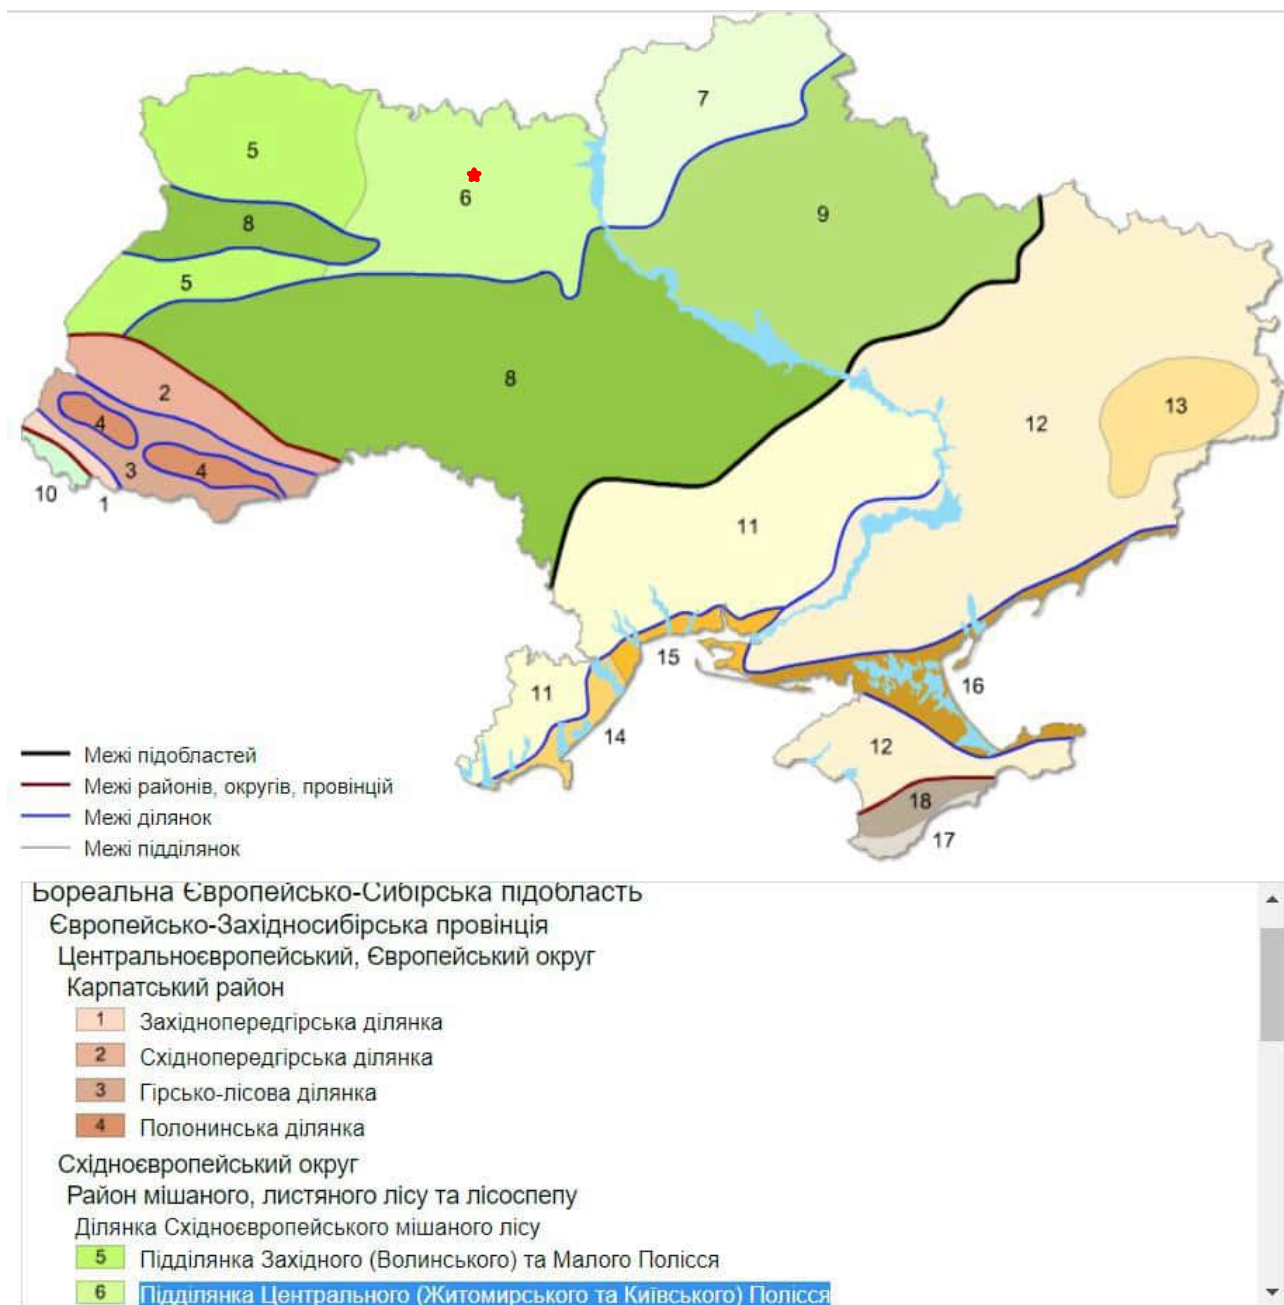 7
5
6
9
8
5
8
2
13
4
12
3
4
10
1
11
15
16
11
14
12
18
17
Межі підобластей
Межі районів, округів, провінцій
Межі ділянок
Межі підділянок
Бореальна Європейсько-Сибірська підобласть
Європейсько-Західносибірська провінція
Центральноєвропейський, Європейський округ
Карпатський район
1 Західнопередгірська ділянка
2 Східнопередгірська ділянка
3 Гірсько-лісова ділянка
4 Полонинська ділянка
Східноєвропейський округ
Район мішаного, листяного лісу та лісоспепу
Ділянка Східноєвропейського мішаного лісу
5 Підділянка Західного (Волинського) та Малого Полісся
6 Підділянка Центрального (Житомирського та Київського) Полісся